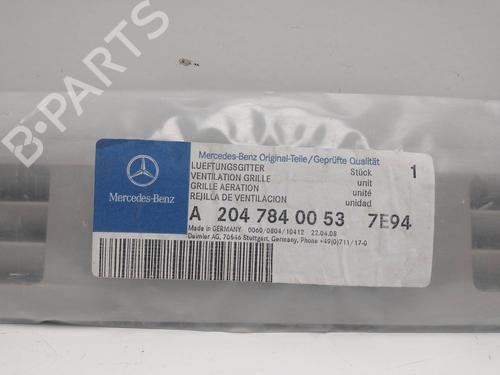 B-PARTS
Mercedes-Benz Original-Teile/Geprüfte Qualität
LUEFTUNGSGITTER Stück 1
VENTILATION GRILLE unit
GRILLE AERATION unité
REJILLA DE VENTILACION unidad
Mercedes-Benz
A 204 784 00 53 7E94
Made in GERMANY 0060/0804/10412 22.04.08
Daimler AG, 70546 Stuttgart, Germany, Phone +49(0)711/17-0